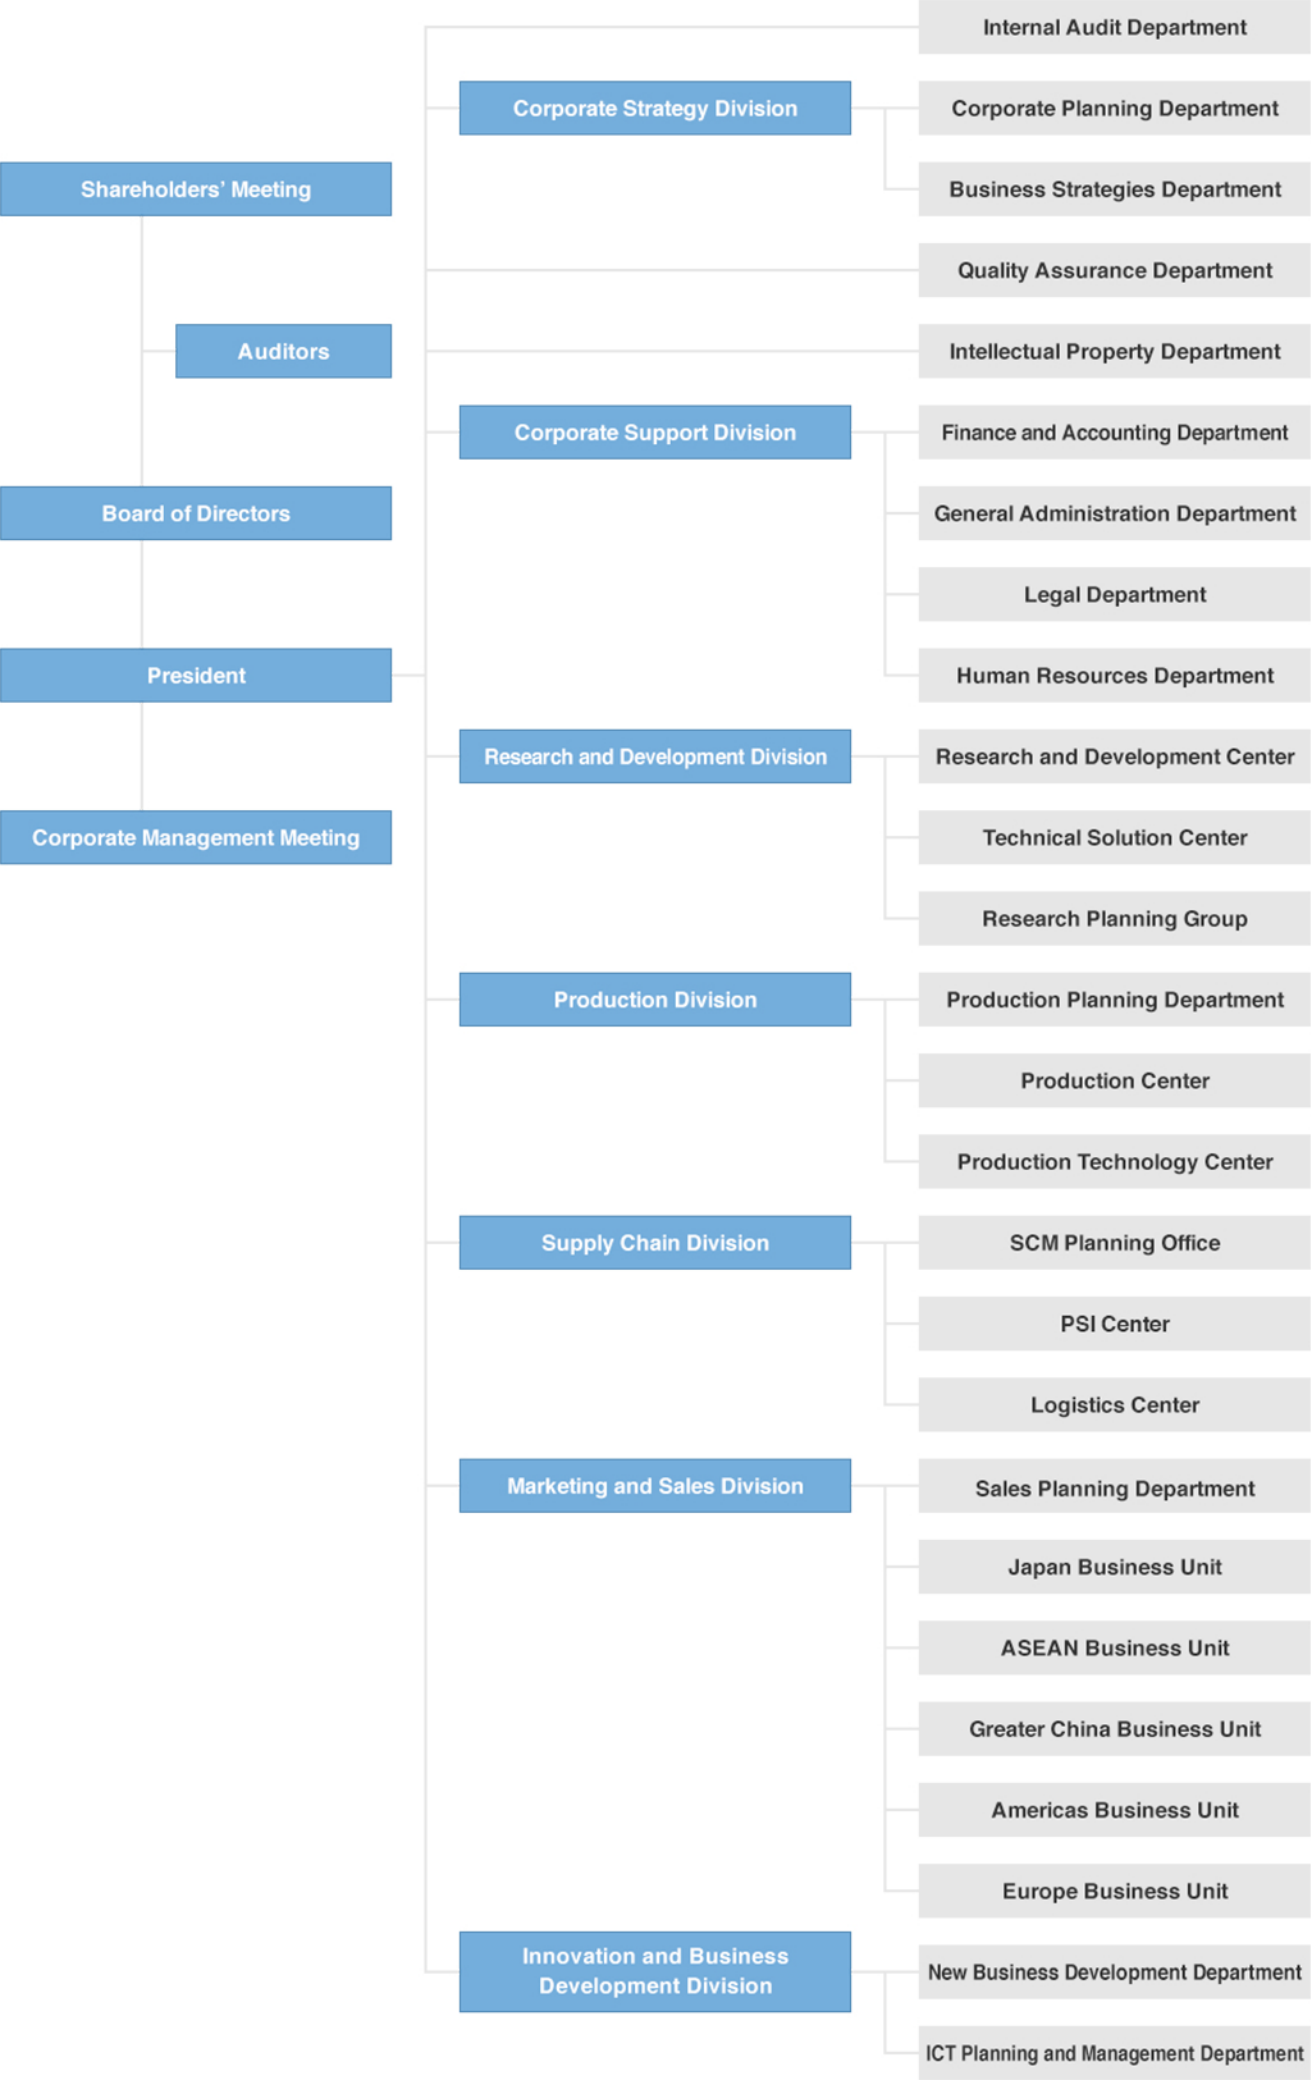 Shareholders’ Meeting
Auditors
Board of Directors
President
Corporate Management Meeting
Internal Audit Department
Corporate Strategy Division
Corporate Planning Department
Business Strategies Department
Quality Assurance Department
Intellectual Property Department
Corporate Support Division
Finance and Accounting Department
General Administration Department
Legal Department
Human Resources Department
Research and Development Division
Research and Development Center
Technical Solution Center
Research Planning Group
Production Division
Production Planning Department
Production Center
Production Technology Center
Supply Chain Division
SCM Planning Office
PSI Center
Logistics Center
Marketing and Sales Division
Sales Planning Department
Japan Business Unit
ASEAN Business Unit
Greater China Business Unit
Americas Business Unit
Europe Business Unit
Innovation and Business
Development Division
New Business Development Department
ICT Planning and Management Department